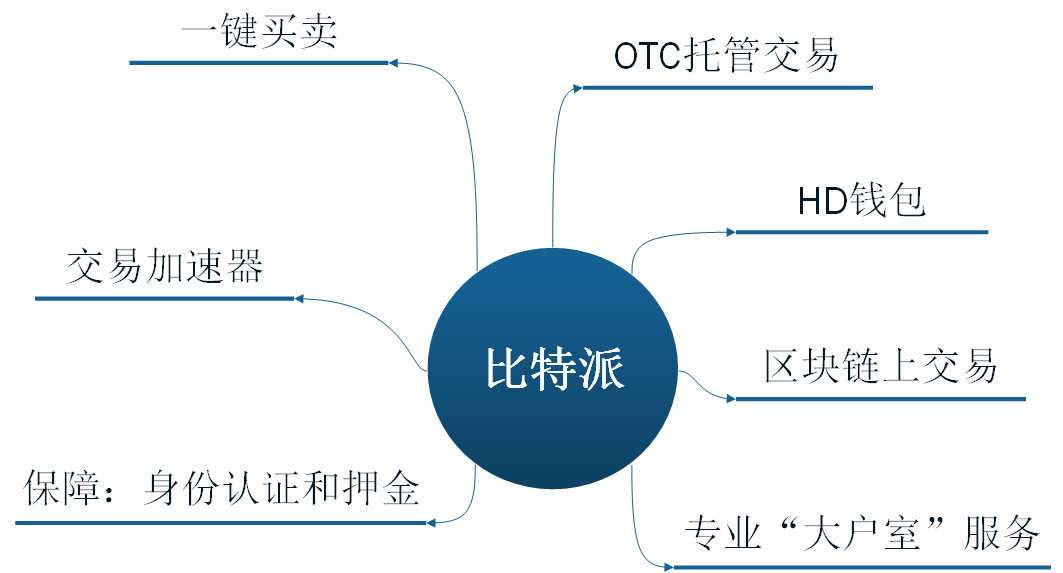 一键买卖
OTC托管交易
HD钱包
交易加速器
比特派
区块链上交易
保障：身份认证和押金
专业“大户室”服务